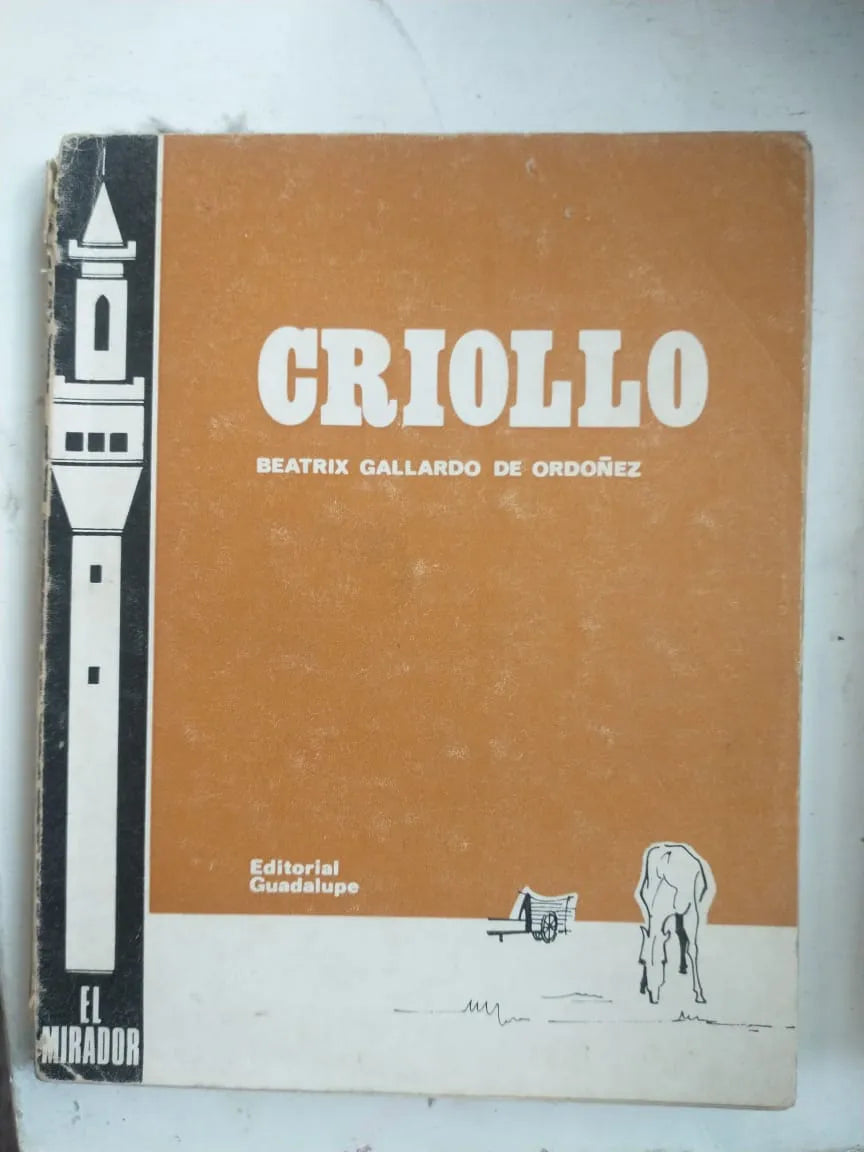 CRIOLLO
BEATRIX GALLARDO DE ORDOÑEZ
Editorial
Guadalupe
EL
MIRADOR